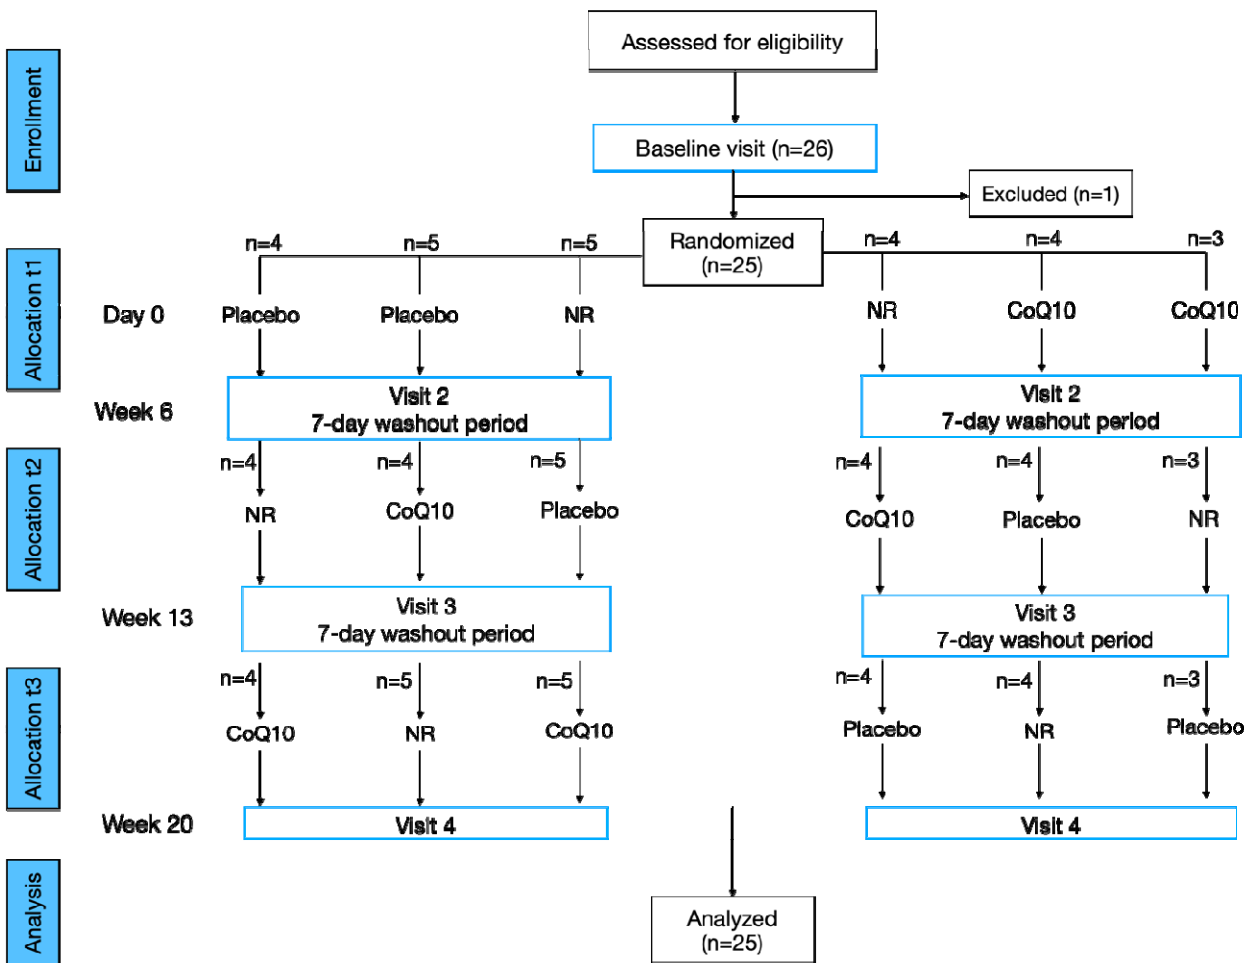 Assessed for eligibility
Enrollment
Baseline visit (n=26)
Excluded (n=1)
Randomized
(n=25)
n=4 n=5 n=5 n=4 n=4 n=3
Allocation t1
Day 0 Placebo Placebo NR NR CoQ10 CoQ10
Week 6
Visit 2
7-day washout period
Visit 2
7-day washout period
Allocation t2
n=4 n=4 n=5 n=4 n=4 n=3
NR CoQ10 Placebo CoQ10 Placebo NR
Week 13
Visit 3
7-day washout period
Visit 3
7-day washout period
Allocation t3
n=4 n=5 n=5 n=4 n=4 n=3
CoQ10 NR CoQ10 Placebo NR Placebo
Week 20 Visit 4 Visit 4
Analysis
Analyzed
(n=25)